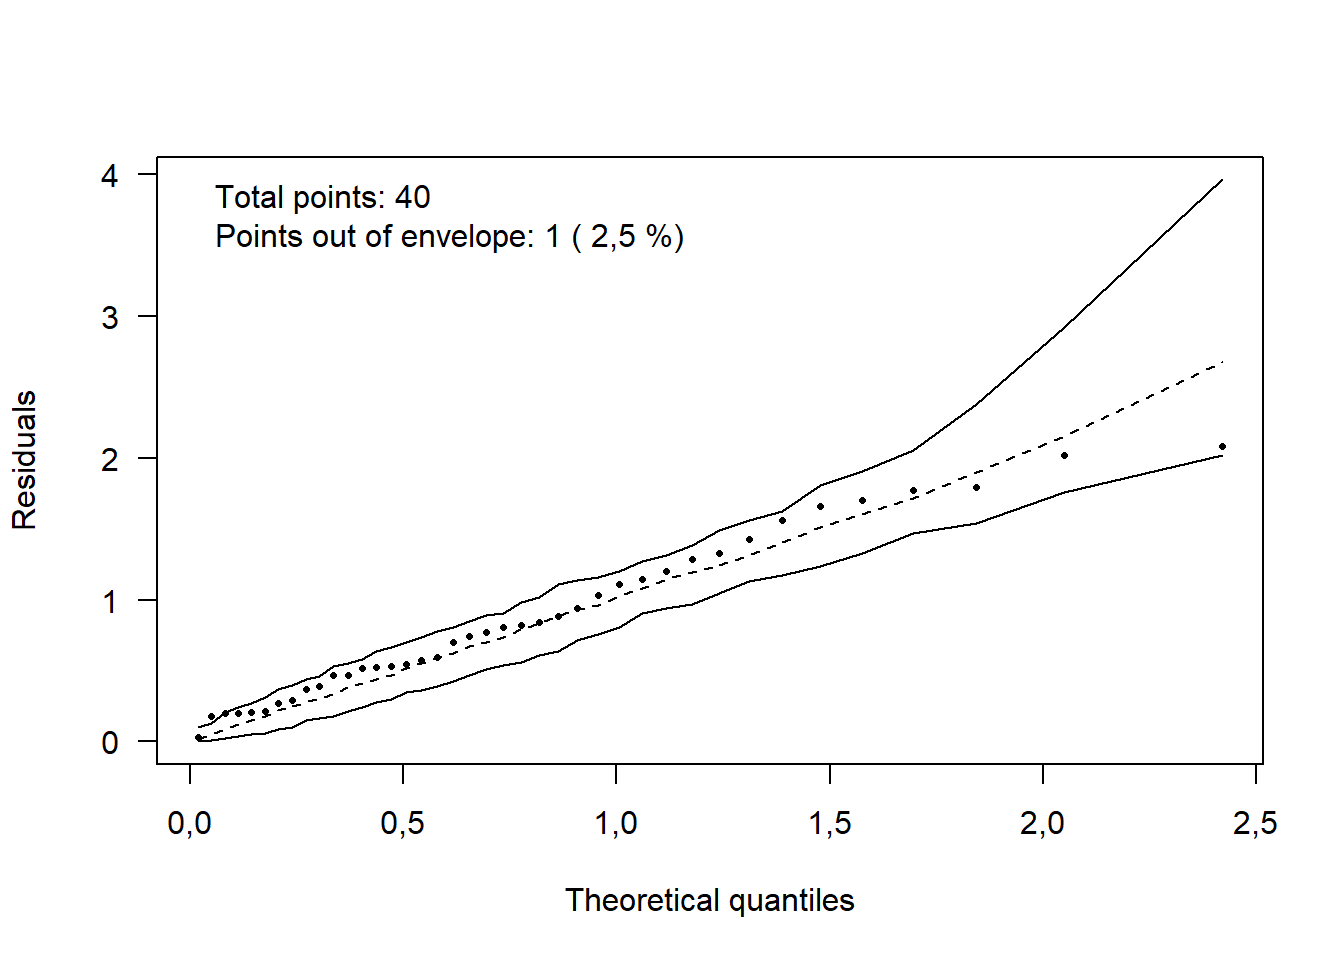 Total points: 40
Points out of envelope: 1 ( 2,5 %)
4
3
2
1
0
Residuals
0,0 0,5 1,0 1,5 2,0 2,5
Theoretical quantiles